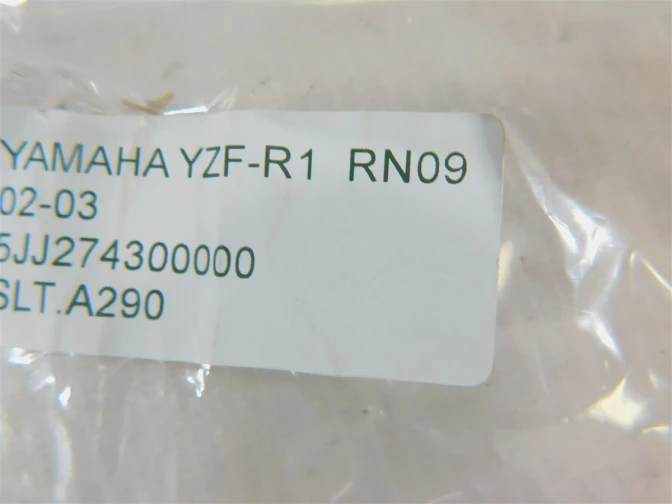 YAMAHA YZF-R1 RN09
02-03
5JJ274300000
SLT.A290